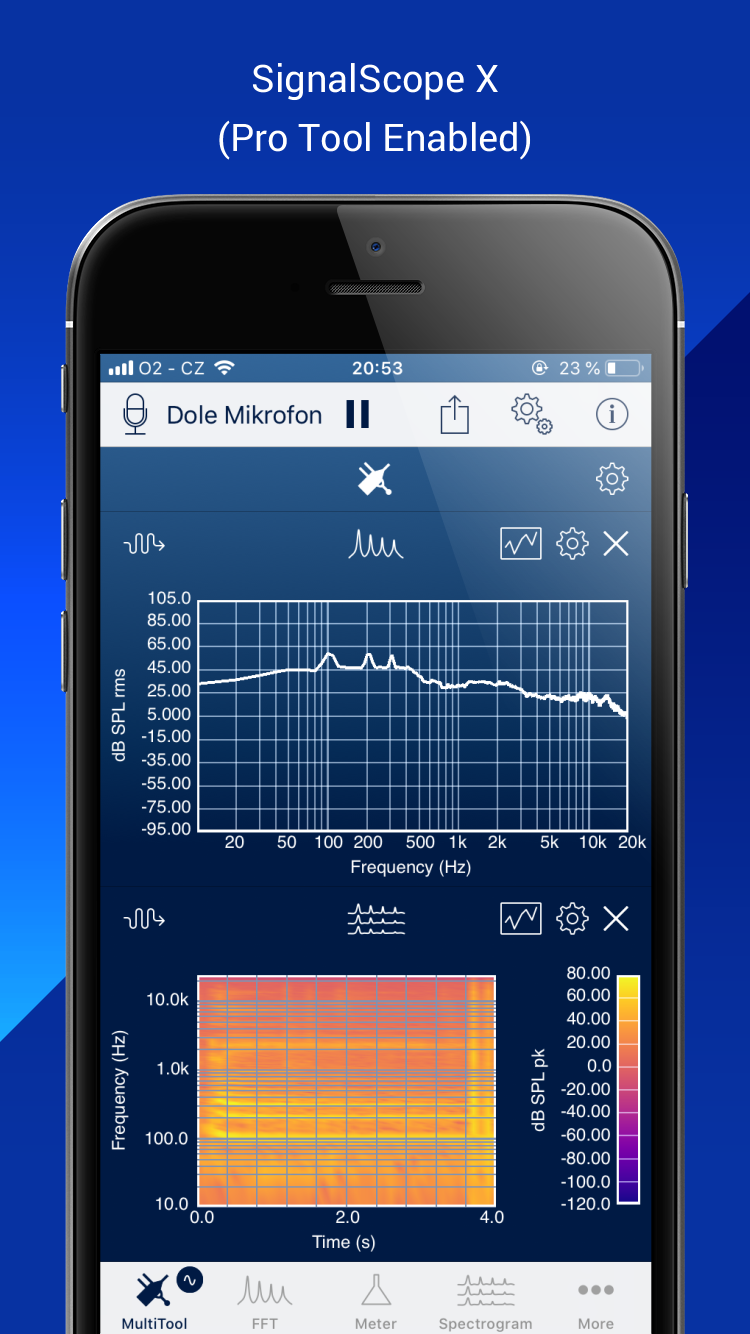 SignalScope X
(Pro Tool Enabled)
O2 - CZ 20:53 23 %
Dole Mikrofon
105.0
85.00
65.00
45.00
25.00
5.000
-15.00
-35.00
-55.00
-75.00
-95.00
dB SPL rms
20 50 100 200 500 1k 2k 5k 10k 20k
Frequency (Hz)
10.0k
1.0k
100.0
10.0
Frequency (Hz)
0.0 2.0 4.0
Time (s)
80.00
60.00
40.00
20.00
0.0
-20.00
-40.00
-60.00
-80.00
-100.0
-120.0
dB SPL pk
MultiTool FFT Meter Spectrogram More